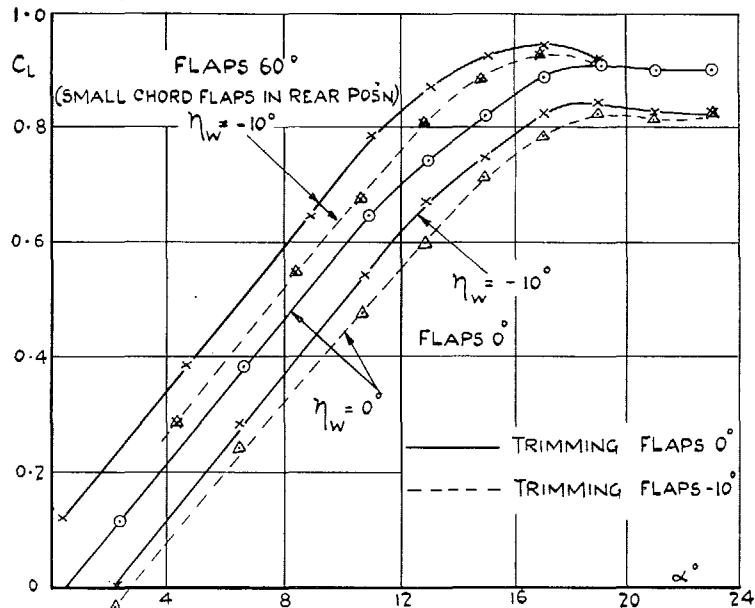 1.0
C_L
0.8
0.6
0.4
0.2
0
4
8
12
16
20
24
α°
FLAPS 60°
(SMALL CHORD FLAPS IN REAR POS'N)
η_W = -10°
η_W = -10°
FLAPS 0°
η_W = 0°
TRIMMING FLAPS 0°
TRIMMING FLAPS -10°